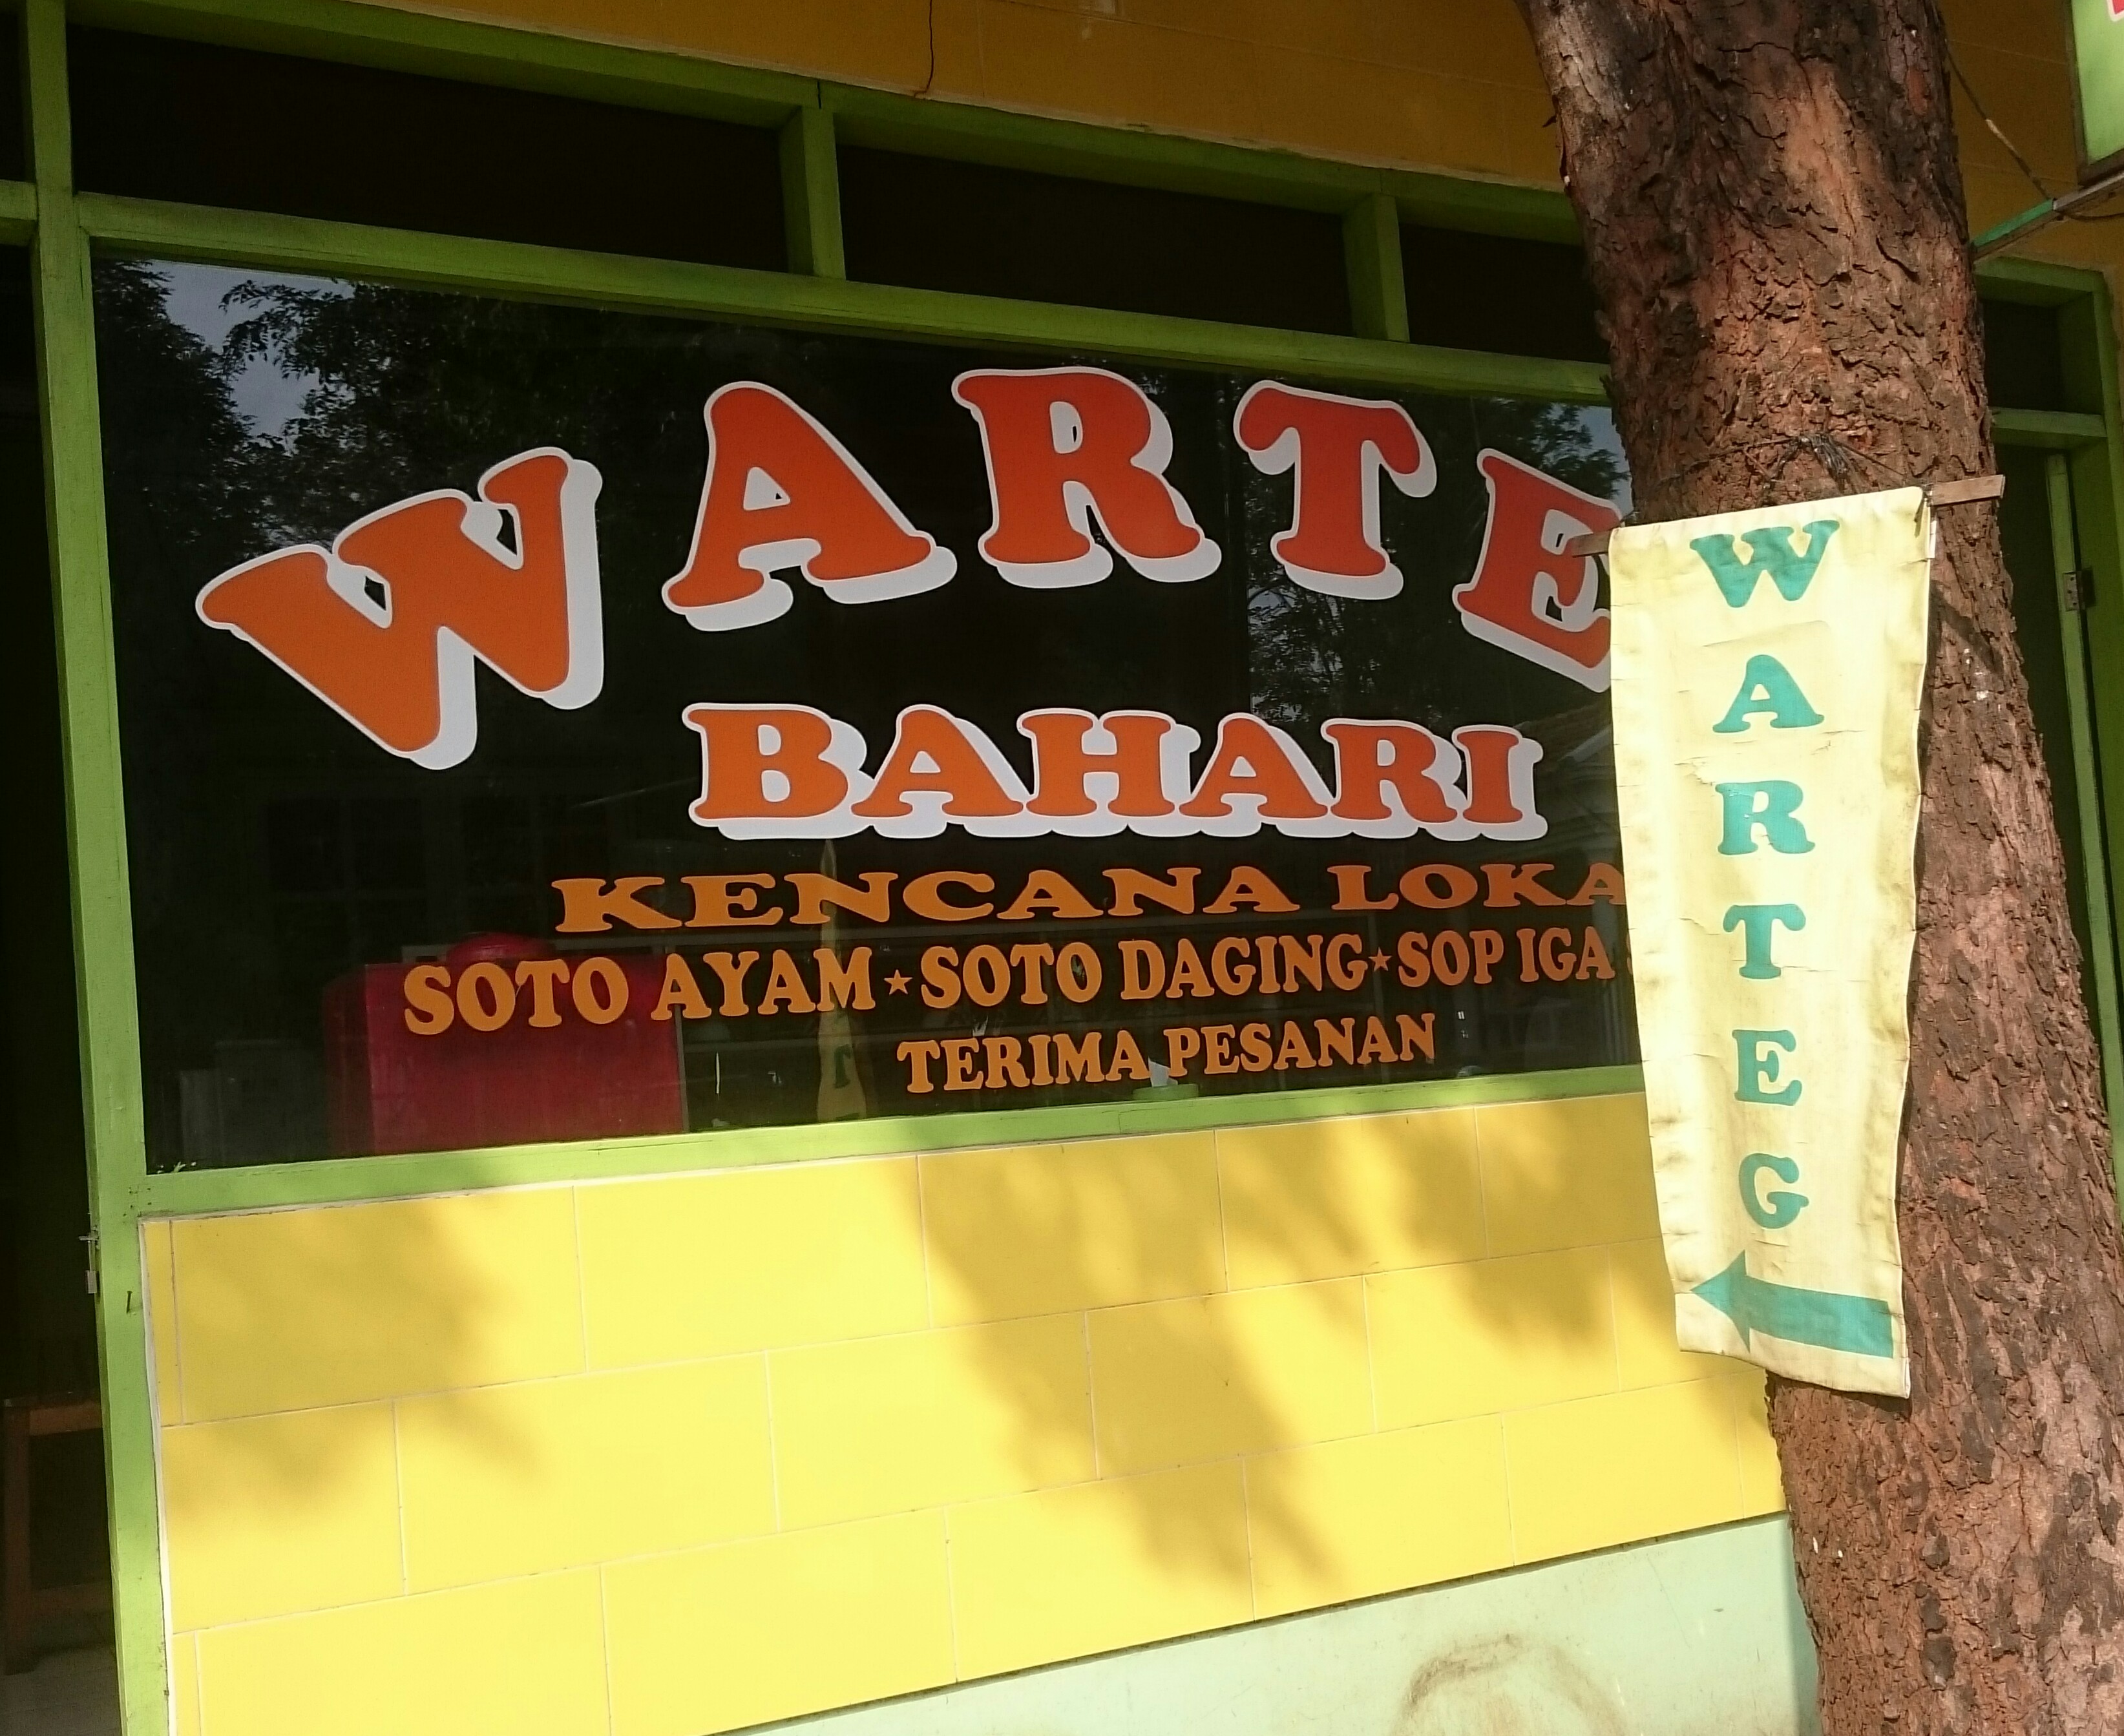 WARTE
BAHARI
KENCANA LOKA
SOTO AYAM★SOTO DAGING★SOP IGA
TERIMA PESANAN
WARTEG